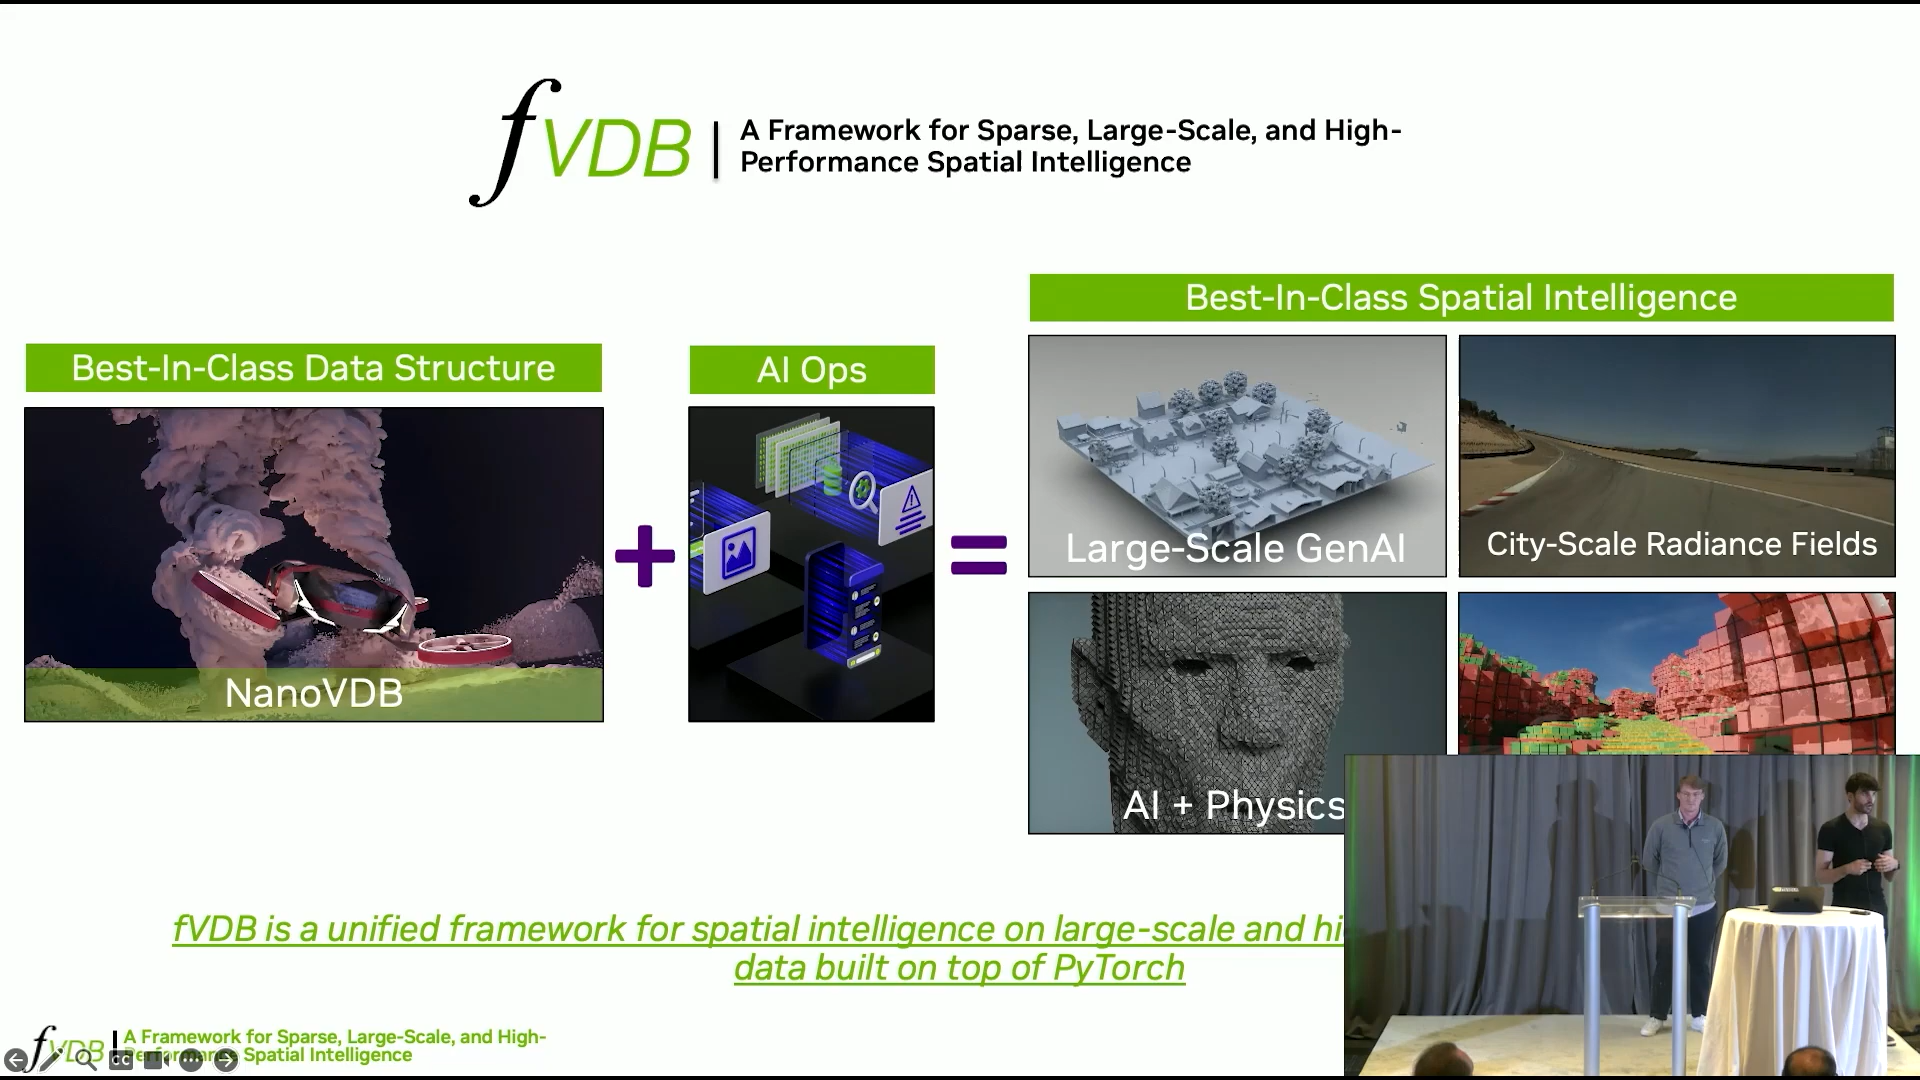 fVDB
A Framework for Sparse, Large-Scale, and High-
Performance Spatial Intelligence
Best-In-Class Data Structure
NanoVDB
AI Ops
+
=
Best-In-Class Spatial Intelligence
Large-Scale GenAI
City-Scale Radiance Fields
AI + Physics
fVDB is a unified framework for spatial intelligence on large-scale and hi
data built on top of PyTorch
fVDB
A Framework for Sparse, Large-Scale, and High-
Performance Spatial Intelligence
CC